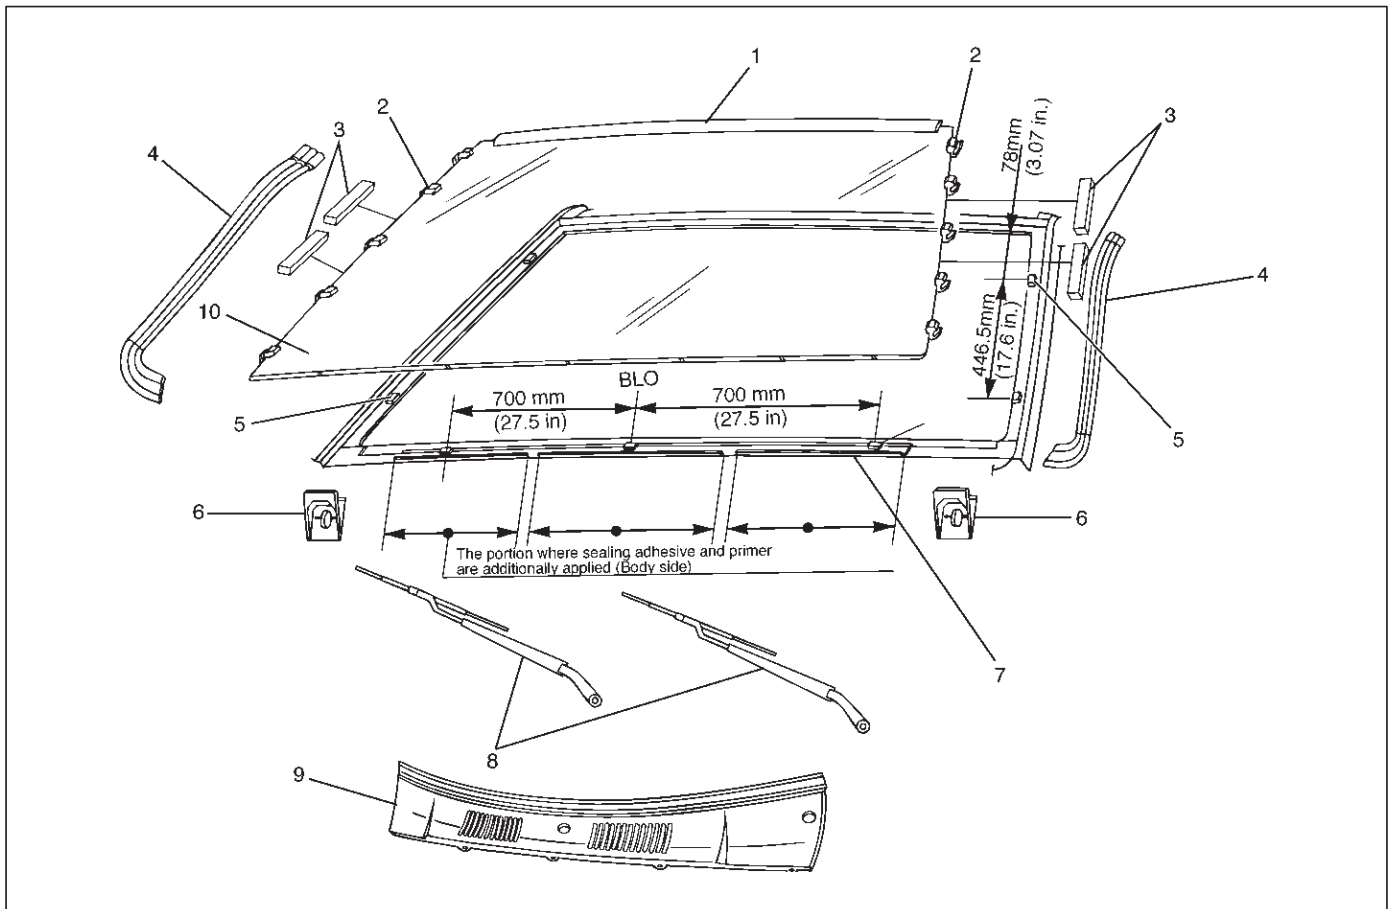 1
2
2
3
3
4
78mm
(3.07 in.)
4
10
446.5mm
(17.6 in.)
BLO
700 mm
(27.5 in)
700 mm
(27.5 in)
5
5
6
6
The portion where sealing adhesive and primer
are additionally applied (Body side)
7
8
9